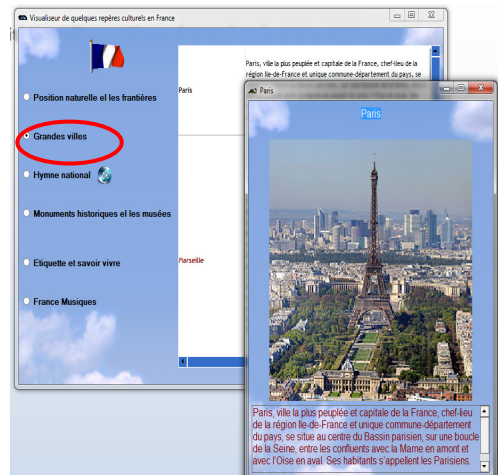 Visualiseur de quelques repères culturels en France
Position naturelle el les frantières
Grandes villes
Hymne national
Monuments historiques el les musées
Etiquette et savoir vivre
France Musiques
Paris, ville la plus peuplée et capitale de la France, chef-lieu de la
région Ile-de-France et unique commune-département du pays, se
Paris
Marseille
Paris
Paris
Paris, ville la plus peuplée et capitale de la France, chef-lieu
de la région Ile-de-France et unique commune-département
du pays, se situe au centre du Bassin parisien, sur une boucle
de la Seine, entre les confluents avec la Marne en amont et
avec l'Oise en aval. Ses habitants s'appellent les Parisiens.